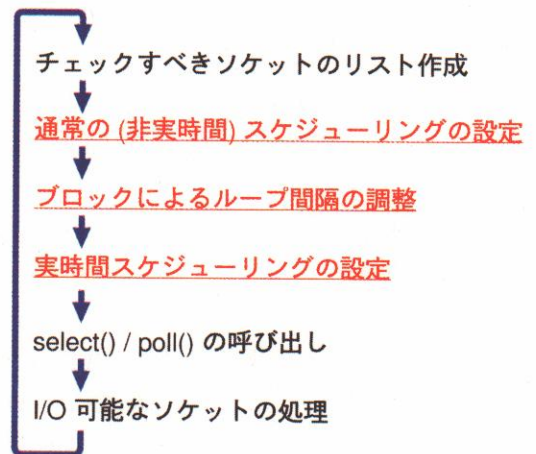 チェックすべきソケットのリスト作成
通常の (非実時間) スケジューリングの設定
ブロックによるループ間隔の調整
実時間スケジューリングの設定
select() / poll() の呼び出し
I/O 可能なソケットの処理